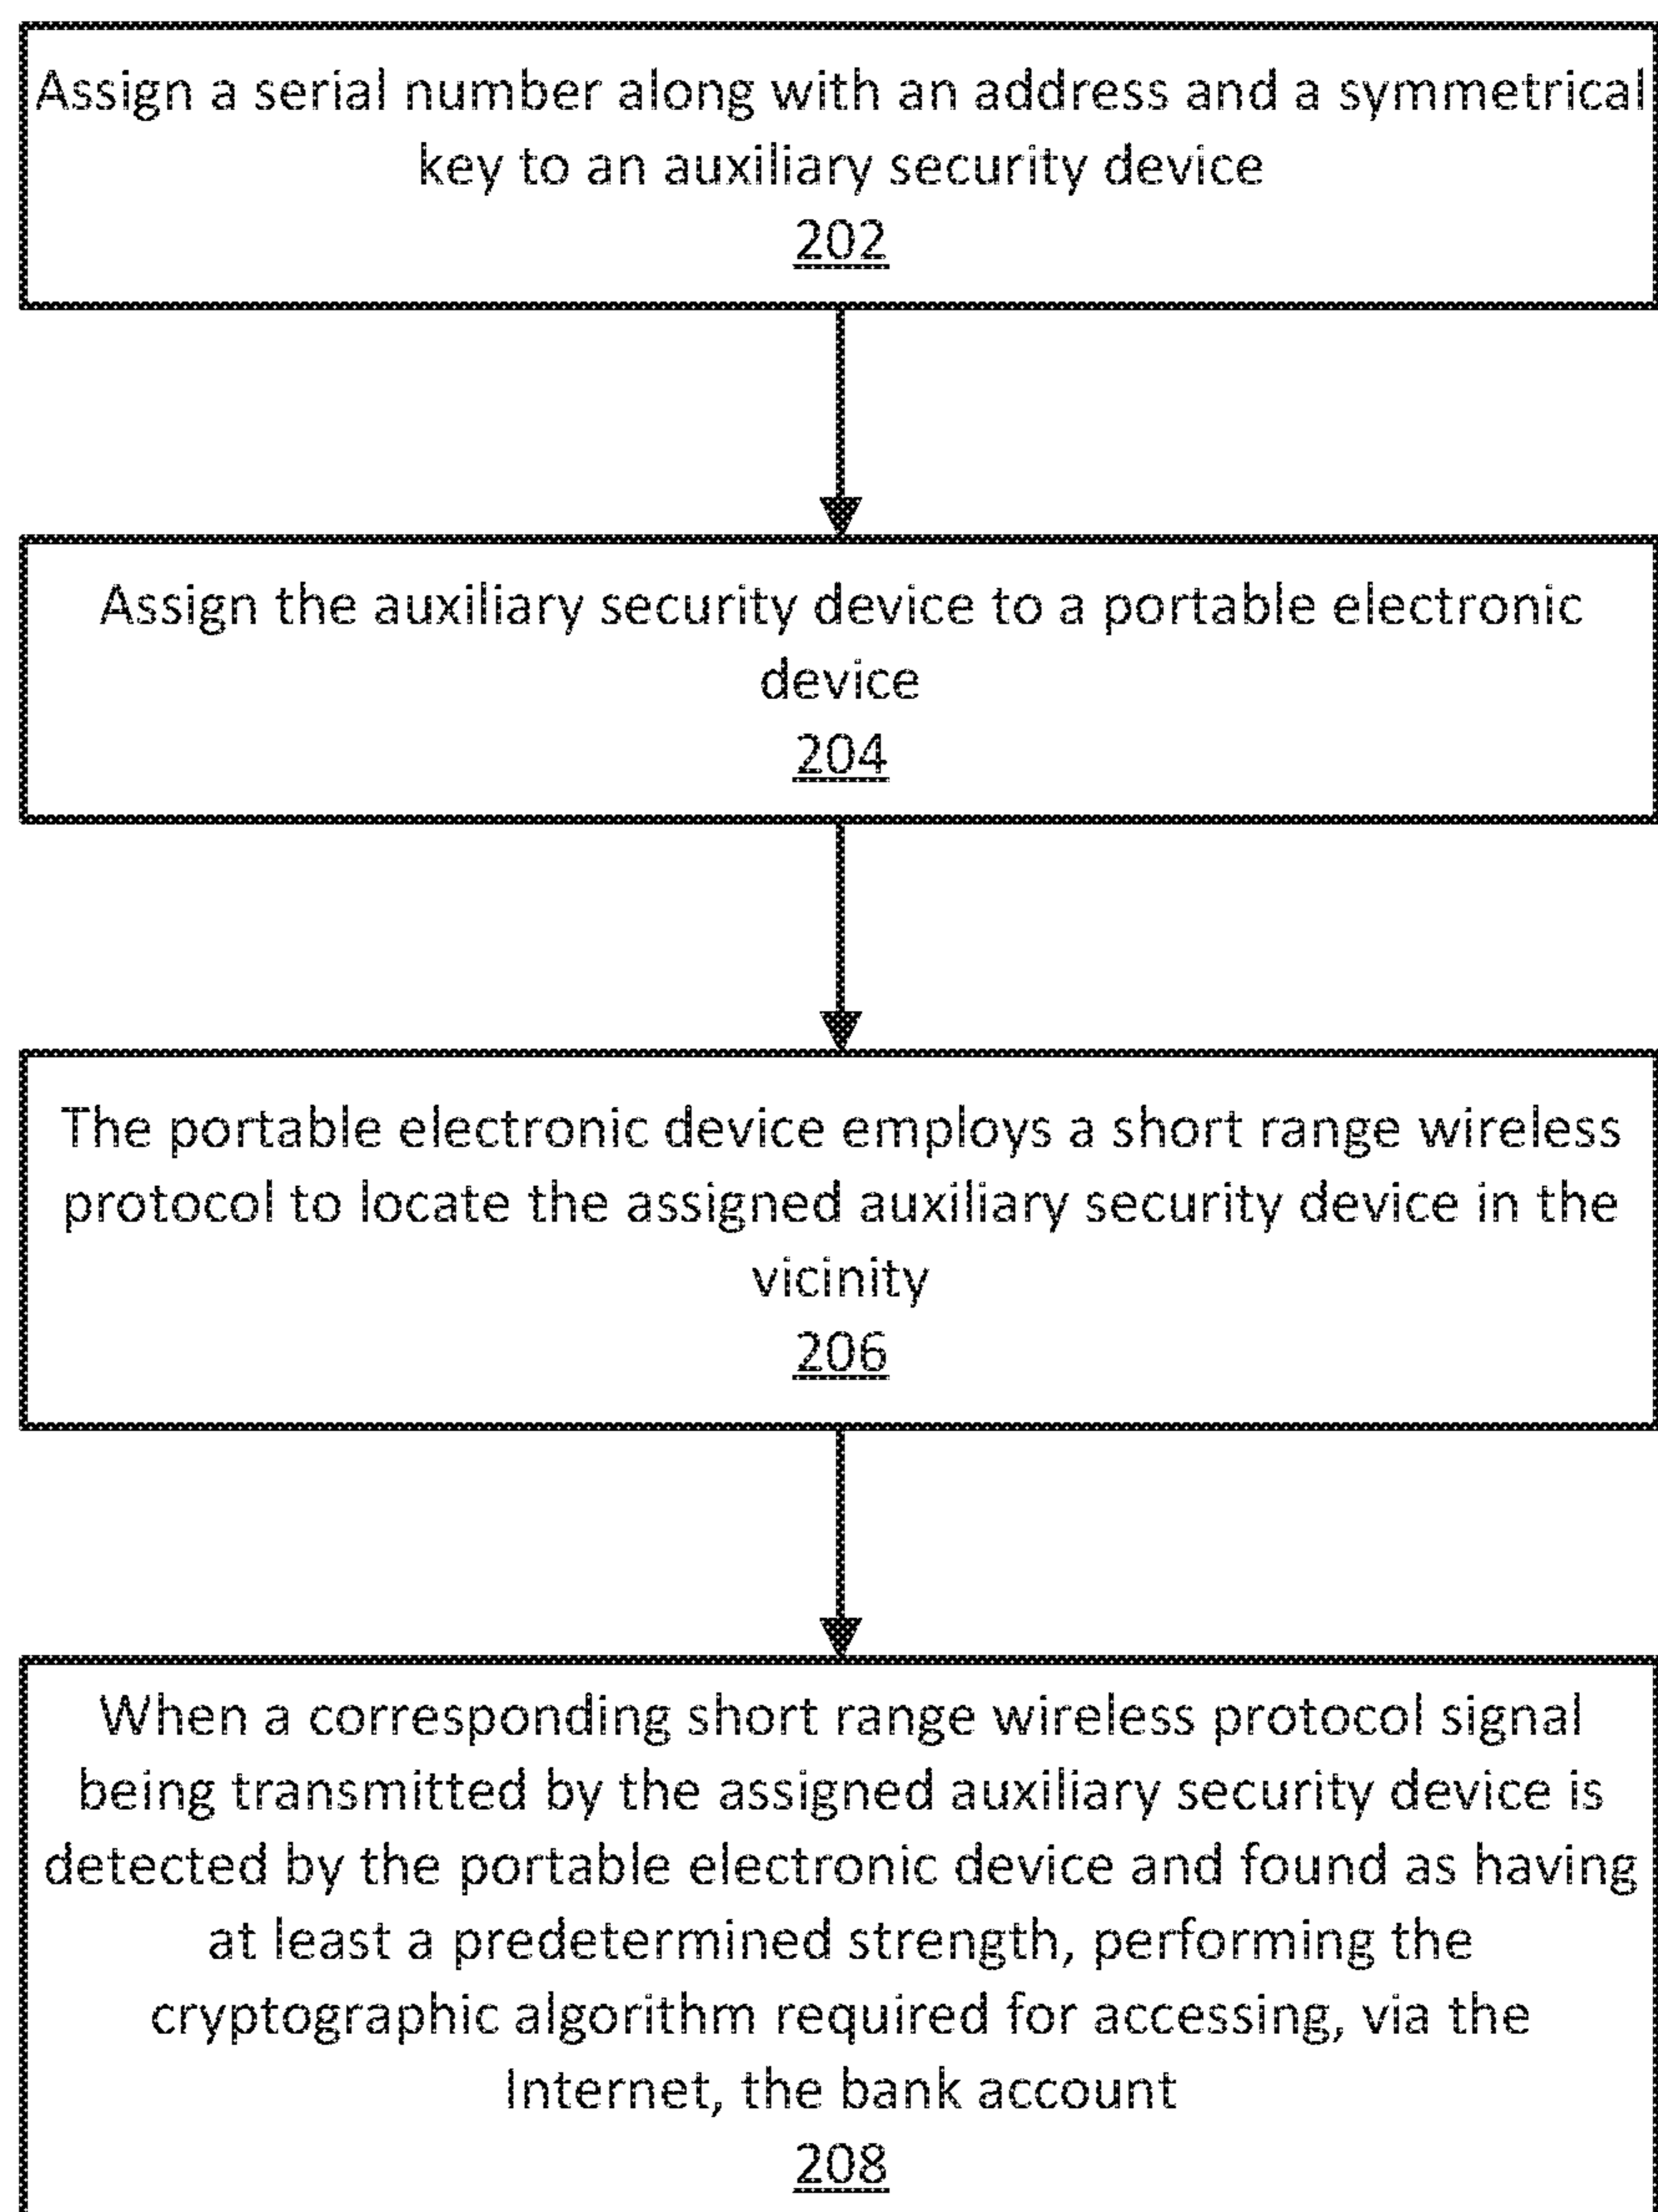 Assign a serial number along with an address and a symmetrical
key to an auxiliary security device
202
Assign the auxiliary security device to a portable electronic
device
204
The portable electronic device employs a short range wireless
protocol to locate the assigned auxiliary security device in the
vicinity
206
When a corresponding short range wireless protocol signal
being transmitted by the assigned auxiliary security device is
detected by the portable electronic device and found as having
at least a predetermined strength, performing the
cryptographic algorithm required for accessing, via the
Internet, the bank account
208